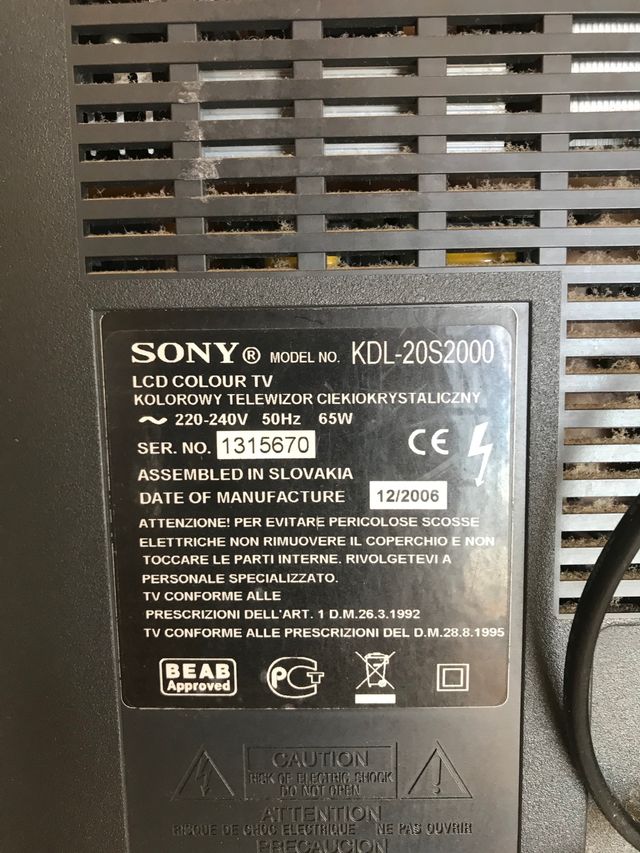 SONY® MODEL NO. KDL-20S2000
LCD COLOUR TV
KOLOROWY TELEWIZOR CIEKIOKRYSTALICZNY
~ 220-240V 50Hz 65W
SER. NO. 1315670
CE
ASSEMBLED IN SLOVAKIA
DATE OF MANUFACTURE 12/2006
ATTENZIONE! PER EVITARE PERICOLOSE SCOSSE
ELETTRICHE NON RIMUOVERE IL COPERCHIO E NON
TOCCARE LE PARTI INTERNE. RIVOLGETEVI A
PERSONALE SPECIALIZZATO.
TV CONFORME ALLE
PRESCRIZIONI DELL'ART. 1 D.M.26.3.1992
TV CONFORME ALLE PRESCRIZIONI DEL D.M.28.8.1995
BEAB
Approved
PCT
CAUTION
RISK OF ELECTRIC SHOCK
DO NOT OPEN
ATTENTION
RISQUE DE CHOC ELECTRIQUE NE PAS OUVRIR
PRECAUCION